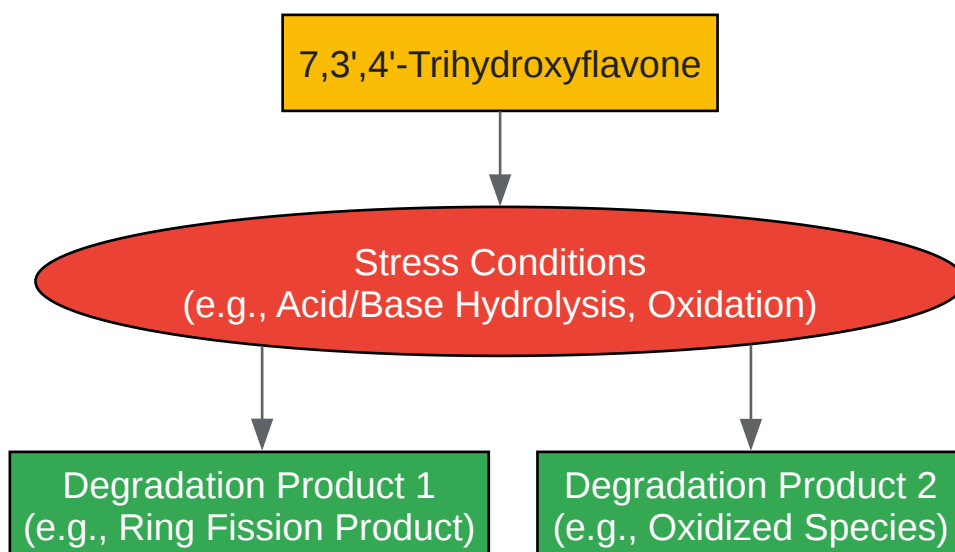 7,3',4'-Trihydroxyflavone
Stress Conditions
(e.g., Acid/Base Hydrolysis, Oxidation)
Degradation Product 1
(e.g., Ring Fission Product)
Degradation Product 2
(e.g., Oxidized Species)